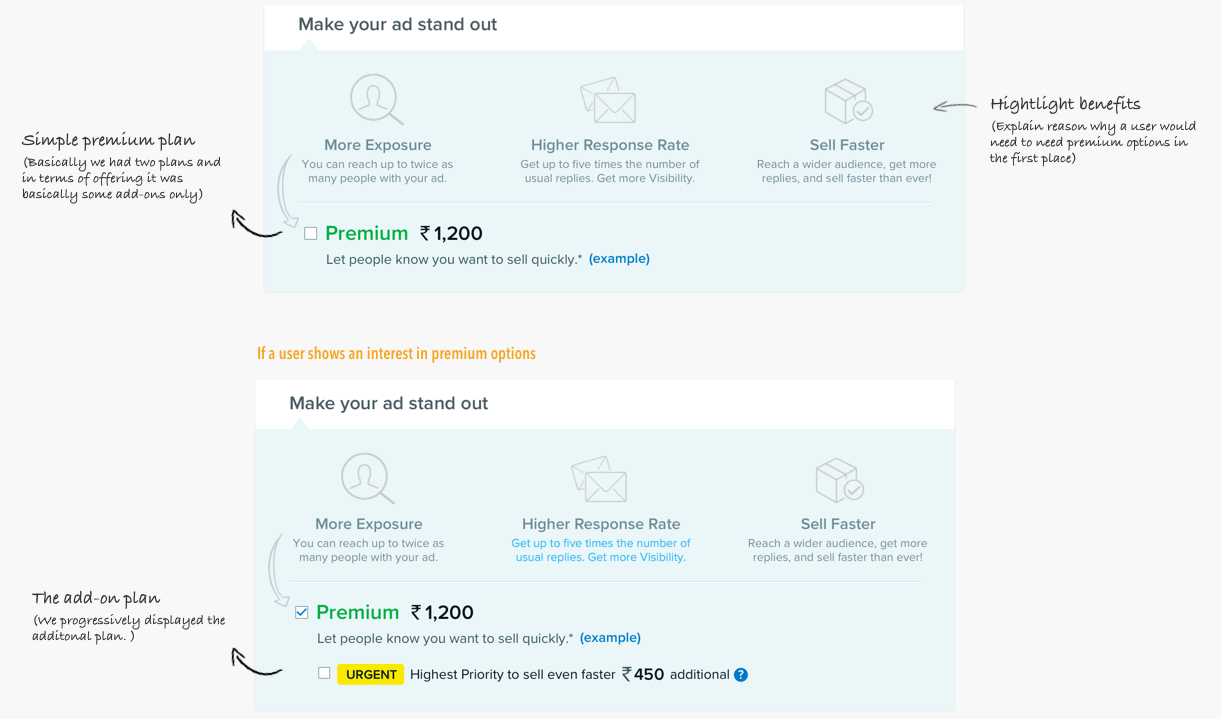 Make your ad stand out
Simple premium plan
(Basically we had two plans and
in terms of offering it was
basically some add-ons only)
More Exposure
You can reach up to twice as
many people with your ad.
Higher Response Rate
Get up to five times the number of
usual replies. Get more Visibility.
Sell Faster
Reach a wider audience, get more
replies, and sell faster than ever!
Hightlight benefits
(Explain reason why a user would
need to need premium options in
the first place)
Premium ₹ 1,200
Let people know you want to sell quickly.* (example)
If a user shows an interest in premium options
Make your ad stand out
More Exposure
You can reach up to twice as
many people with your ad.
Higher Response Rate
Get up to five times the number of
usual replies. Get more Visibility.
Sell Faster
Reach a wider audience, get more
replies, and sell faster than ever!
The add-on plan
(We progressively displayed the
additonal plan. )
Premium ₹ 1,200
Let people know you want to sell quickly.* (example)
URGENT Highest Priority to sell even faster ₹ 450 additional ?